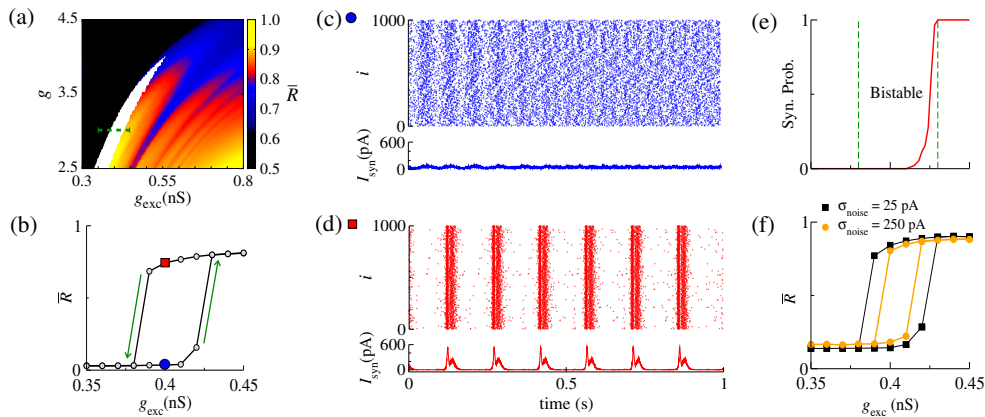 (a)
4.5
3.5
2.5
g
0.3
0.55
0.8
g_exc(nS)
1.0
0.9
0.8
0.7
0.6
0.5
R̅
(b)
1
0
R̅
0.35
0.4
0.45
g_exc(nS)
(c)
1000
i
0
600
0
I_syn(pA)
(d)
1000
i
1000
600
0
I_syn(pA)
0
0.5
1
time (s)
(e)
1
0
Syn. Prob.
Bistable
(f)
σ_noise = 25 pA
σ_noise = 250 pA
1
0
R̅
0.35
0.4
0.45
g_exc(nS)